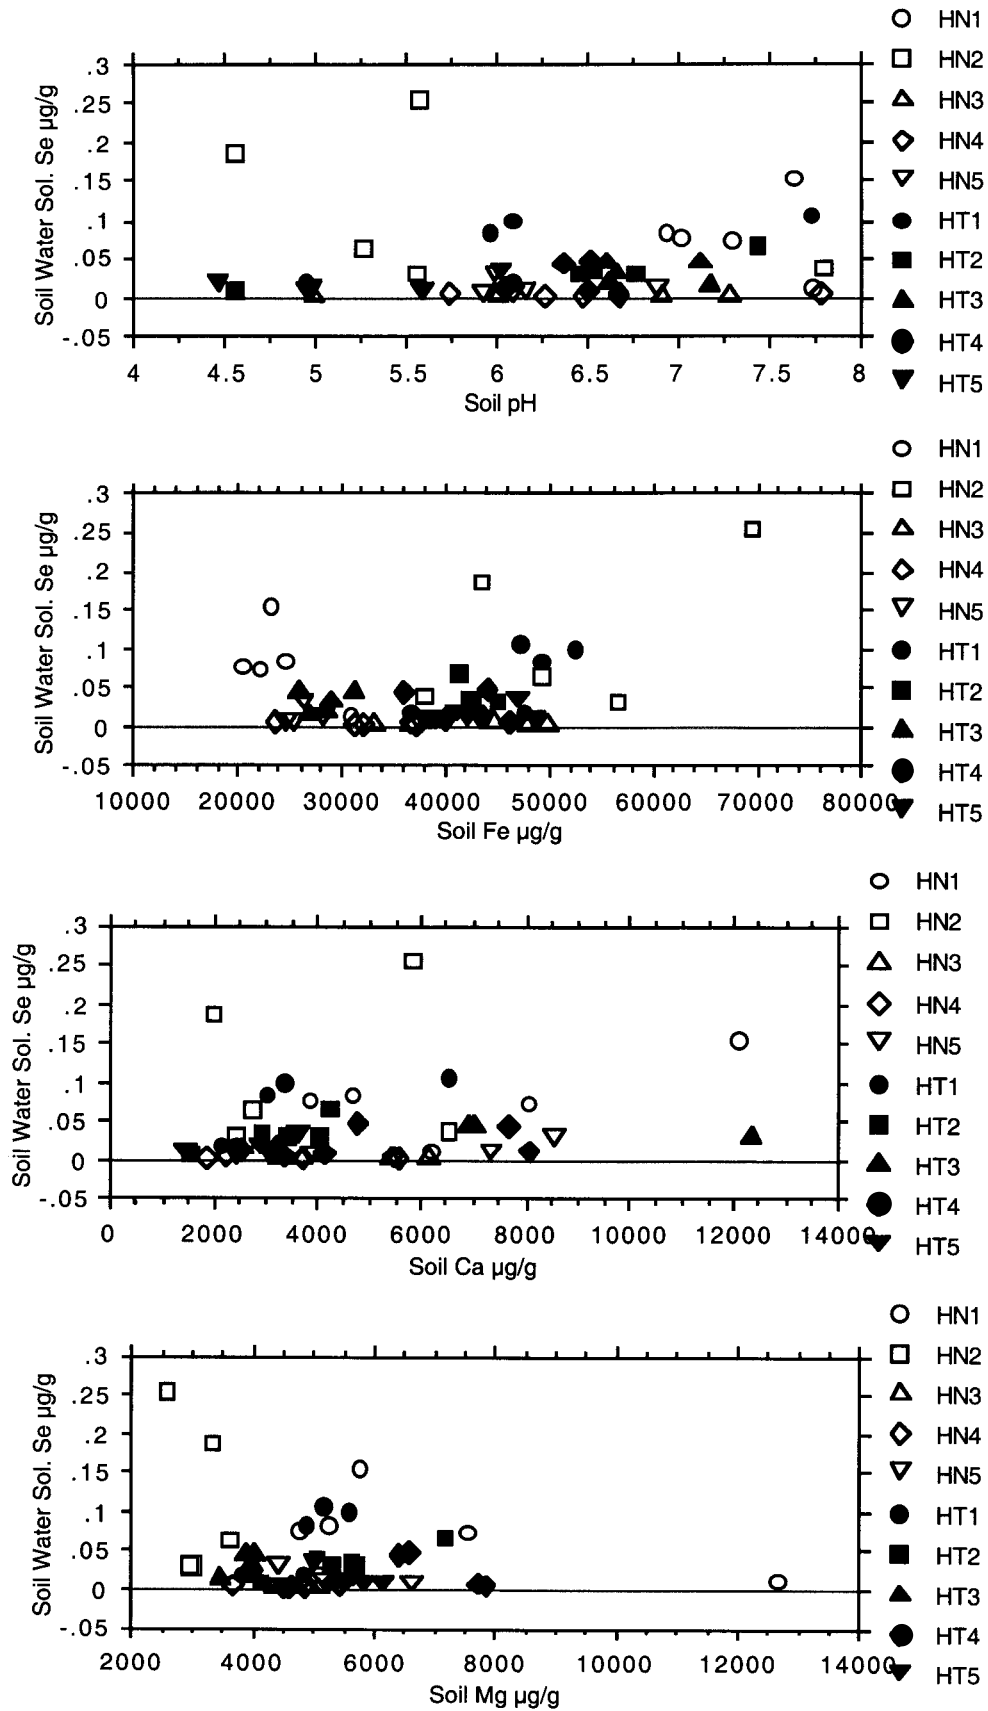 HN1
HN2
HN3
HN4
HN5
HT1
HT2
HT3
HT4
HT5
Soil Water Sol. Se µg/g
.3
.25
.2
.15
.1
.05
0
-.05
4 4.5 5 5.5 6 6.5 7 7.5 8
Soil pH
HN1
HN2
HN3
HN4
HN5
HT1
HT2
HT3
HT4
HT5
Soil Water Sol. Se µg/g
.3
.25
.2
.15
.1
.05
0
-.05
10000 20000 30000 40000 50000 60000 70000 80000
Soil Fe µg/g
HN1
HN2
HN3
HN4
HN5
HT1
HT2
HT3
HT4
HT5
Soil Water Sol. Se µg/g
.3
.25
.2
.15
.1
.05
0
-.05
0 2000 4000 6000 8000 10000 12000 14000
Soil Ca µg/g
HN1
HN2
HN3
HN4
HN5
HT1
HT2
HT3
HT4
HT5
Soil Water Sol. Se µg/g
.3
.25
.2
.15
.1
.05
0
-.05
2000 4000 6000 8000 10000 12000 14000
Soil Mg µg/g